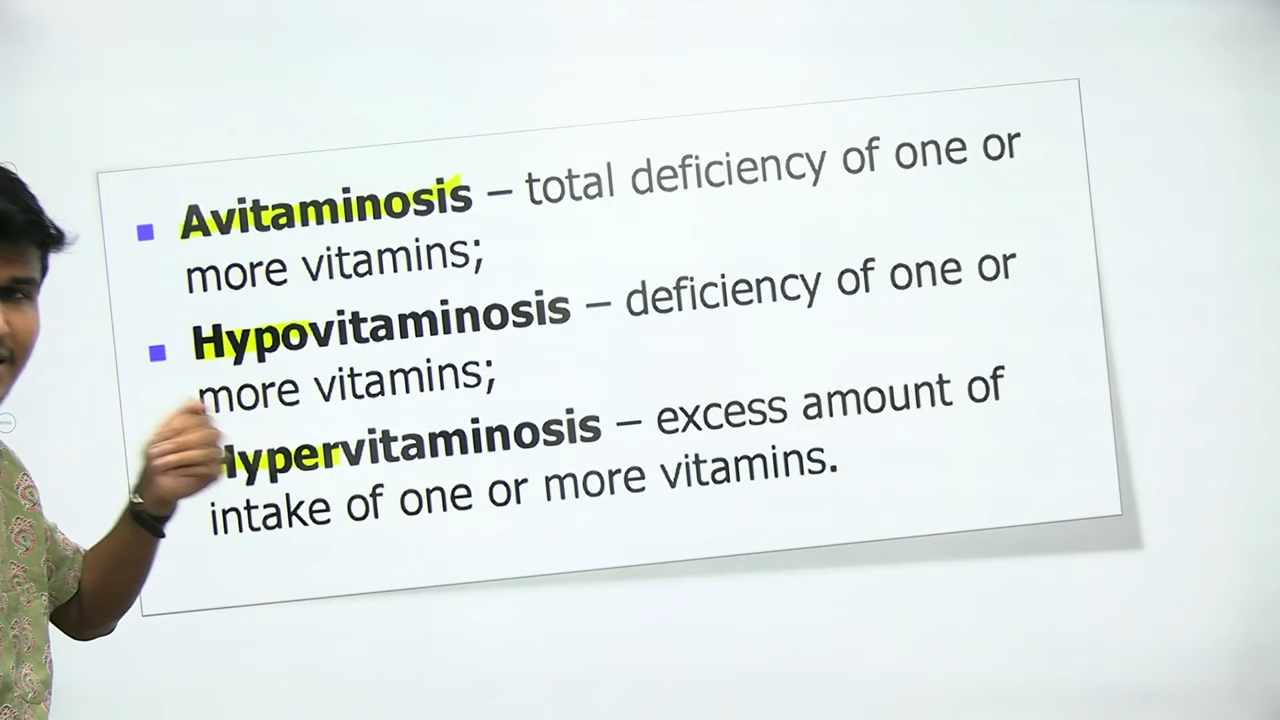 Avitaminosis – total deficiency of one or
more vitamins;
Hypovitaminosis – deficiency of one or
more vitamins;
Hypervitaminosis – excess amount of
intake of one or more vitamins.